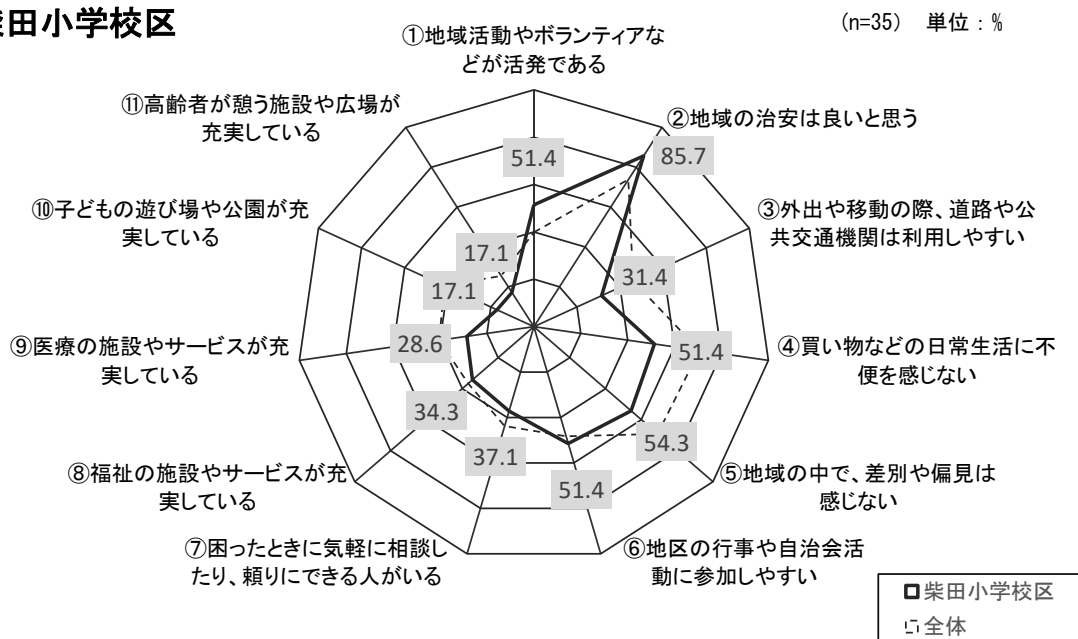 柴田小学校区
(n=35) 単位：%
①地域活動やボランティアな
どが活発である
②地域の治安は良いと思う
③外出や移動の際、道路や公
共交通機関は利用しやすい
④買い物などの日常生活に不
便を感じない
⑤地域の中で、差別や偏見は
感じない
⑥地区の行事や自治会活
動に参加しやすい
⑦困ったときに気軽に相談し
たり、頼りにできる人がいる
⑧福祉の施設やサービスが充
実している
⑨医療の施設やサービスが充
実している
⑩子どもの遊び場や公園が充
実している
⑪高齢者が憩う施設や広場が
充実している
51.4
85.7
31.4
51.4
54.3
51.4
37.1
34.3
28.6
17.1
17.1
柴田小学校区
全体